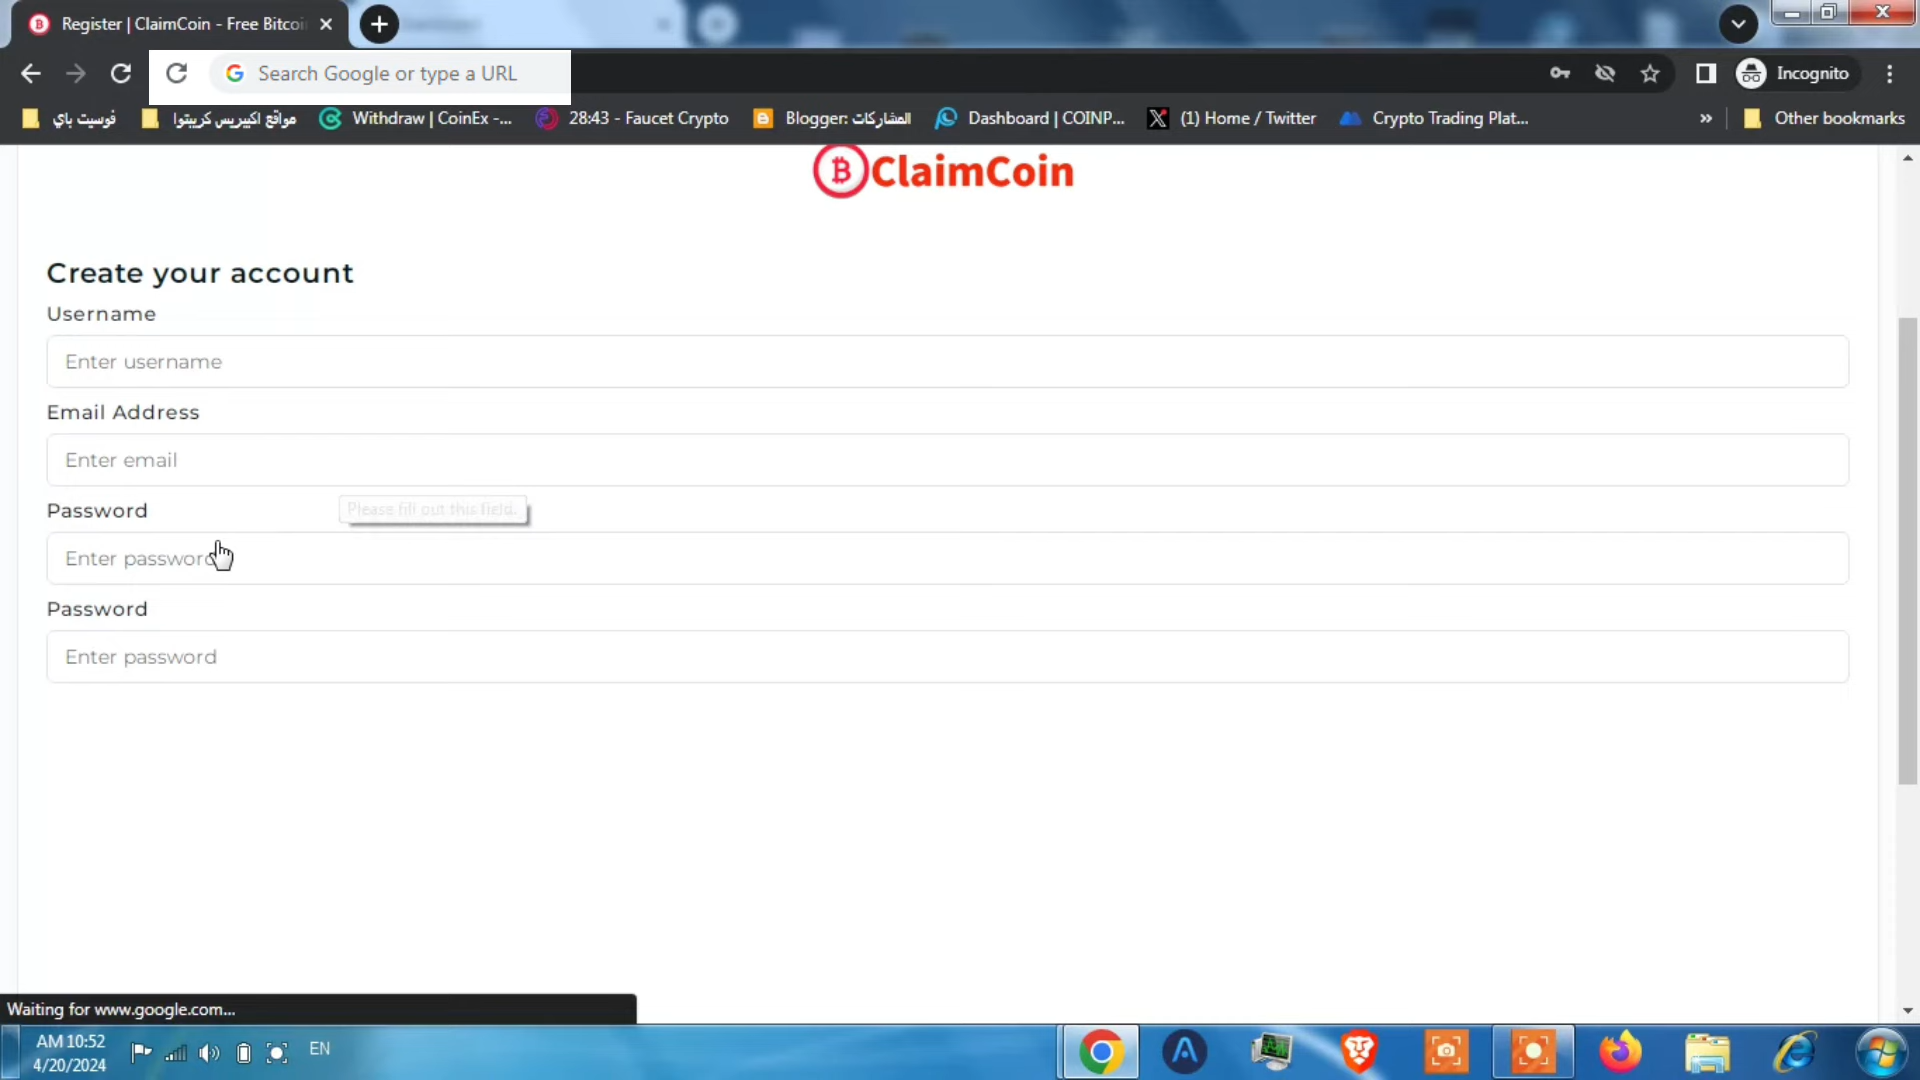 Register | ClaimCoin - Free Bitcoi
Search Google or type a URL
Incognito
فوسيت باي
مواقع اكبيريس كريبتوا
Withdraw | CoinEx -...
28:43 - Faucet Crypto
Blogger: المشاركات
Dashboard | COINP...
(1) Home / Twitter
Crypto Trading Plat...
»
Other bookmarks
ClaimCoin
Create your account
Username
Enter username
Email Address
Enter email
Password
Please fill out this field.
Enter password
Password
Enter password
Waiting for www.google.com...
AM 10:52
4/20/2024
EN